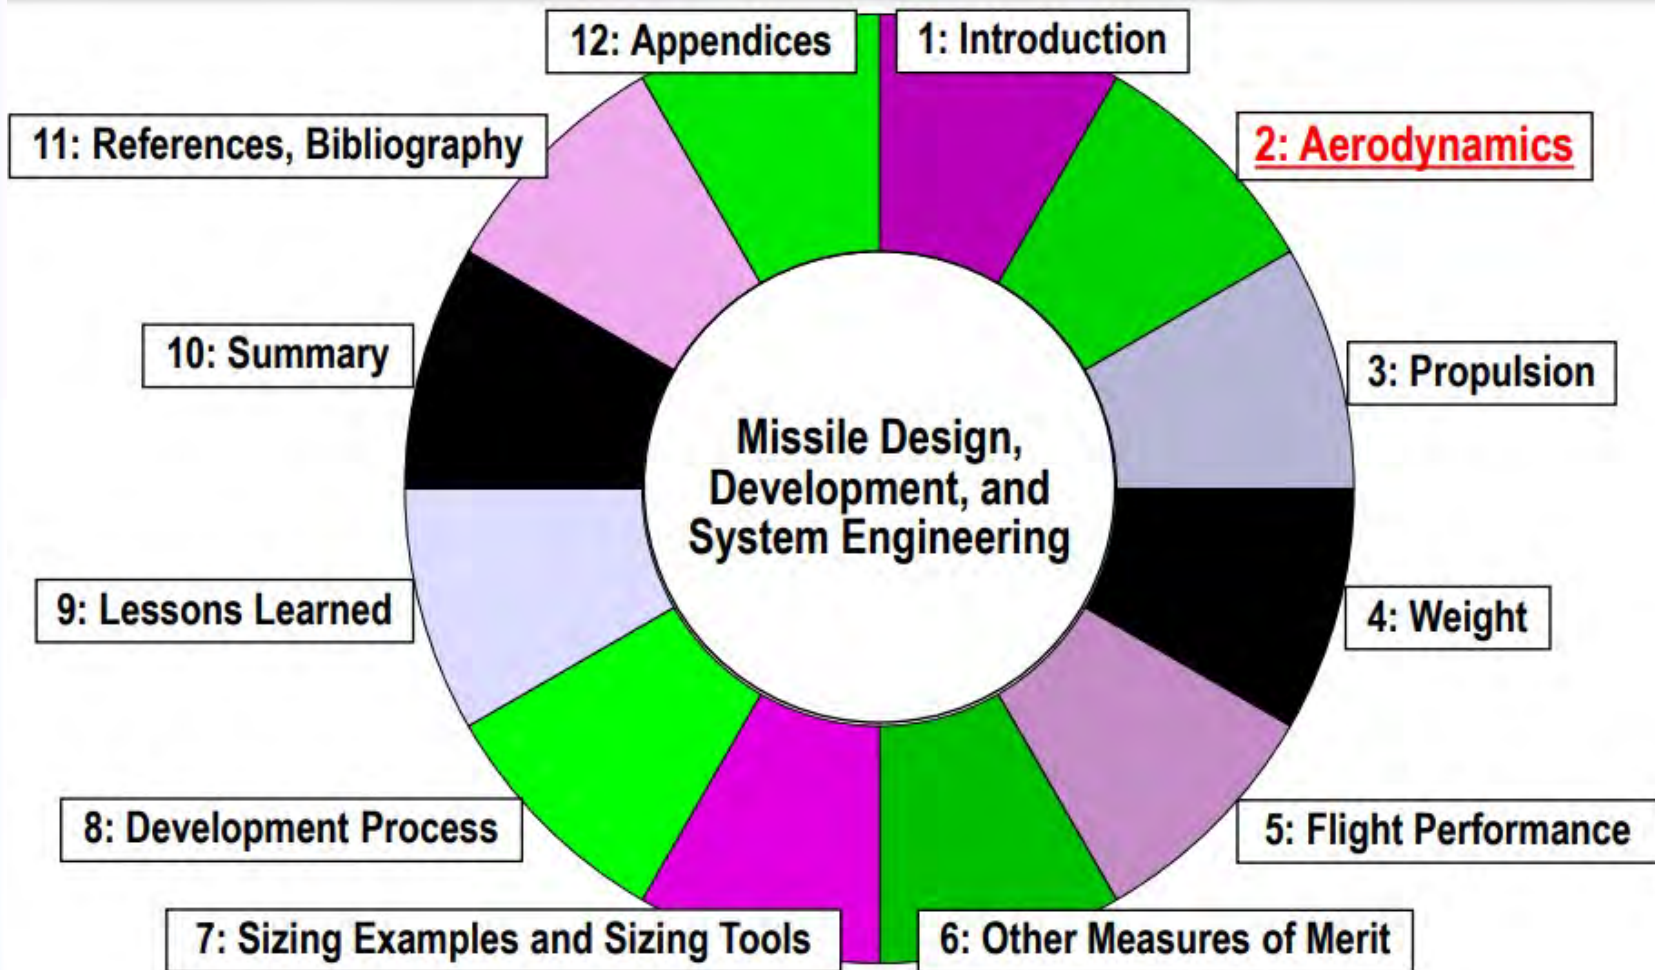 12: Appendices
1: Introduction
11: References, Bibliography
2: Aerodynamics
10: Summary
3: Propulsion
Missile Design,
Development, and
System Engineering
9: Lessons Learned
4: Weight
8: Development Process
5: Flight Performance
7: Sizing Examples and Sizing Tools
6: Other Measures of Merit